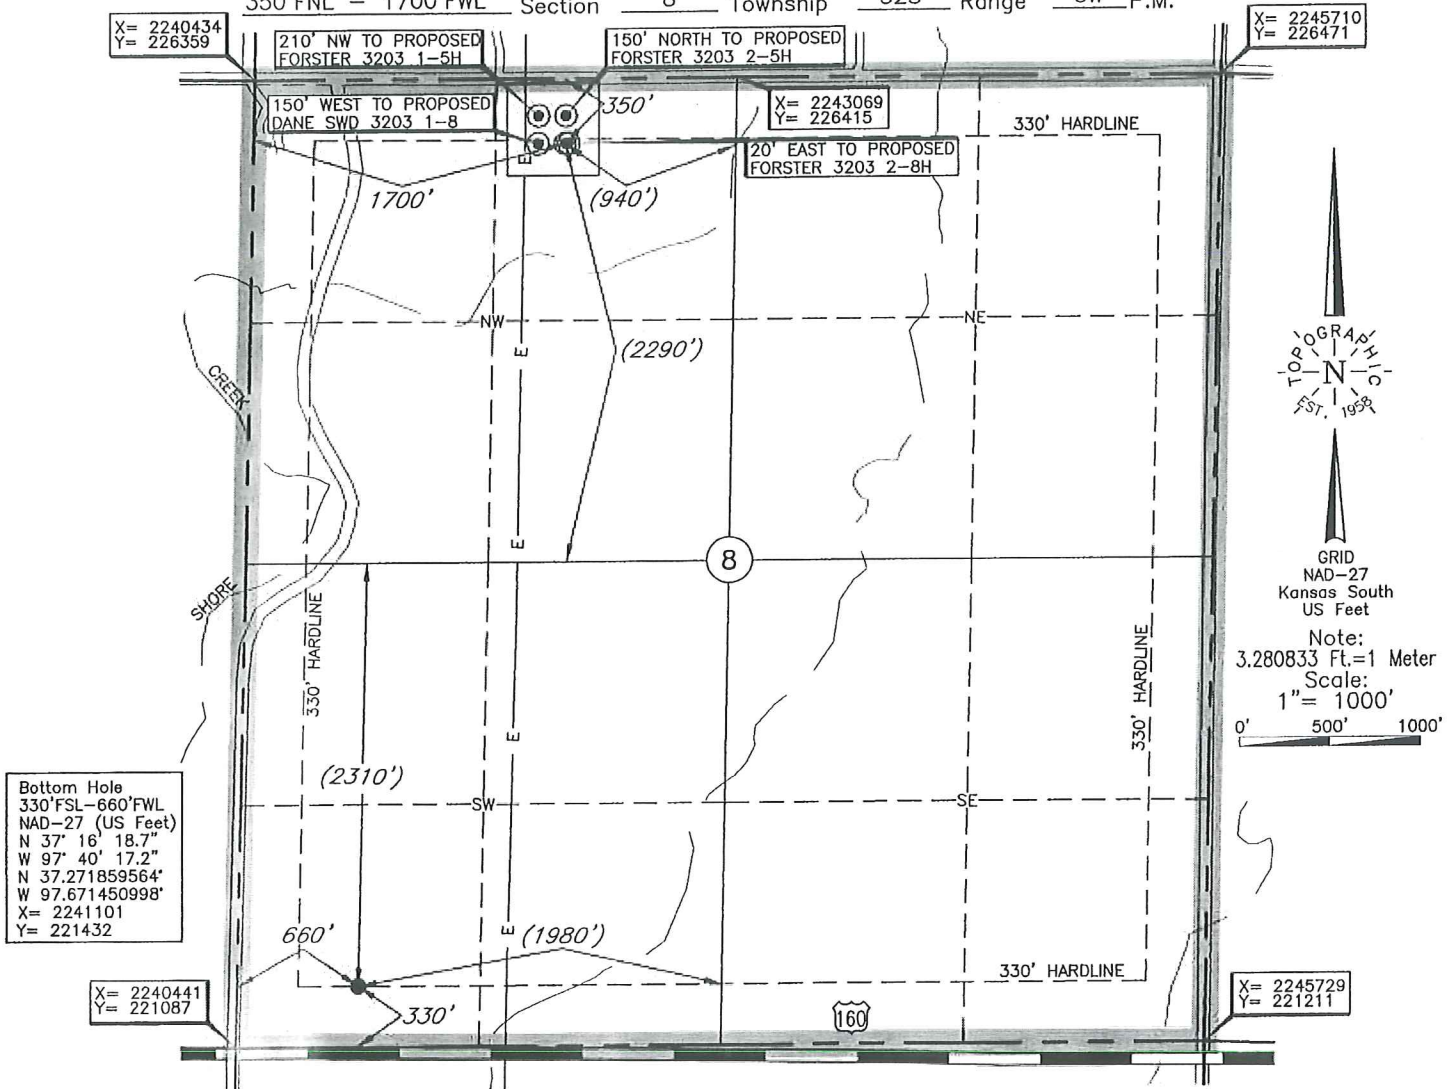 350'FNL – 1700'FWL Section 8 Township 32S Range 3W P.M.
X= 2240434
Y= 226359
210' NW TO PROPOSED
FORSTER 3203 1–5H
150' NORTH TO PROPOSED
FORSTER 3203 2–5H
X= 2245710
Y= 226471
150' WEST TO PROPOSED
DANE SWD 3203 1–8
350'
X= 2243069
Y= 226415
330' HARDLINE
20' EAST TO PROPOSED
FORSTER 3203 2–8H
E
1700'
(940')
NW
NE
(2290')
E
CREEK
TOPOGRAPHIC
N
EST. 1958
E
8
SHORE
GRID
NAD–27
Kansas South
US Feet
Note:
3.280833 Ft.=1 Meter
Scale:
1"= 1000'
0' 500' 1000'
330' HARDLINE
330' HARDLINE
E
(2310')
SW
SE
Bottom Hole
330'FSL–660'FWL
NAD–27 (US Feet)
N 37° 16' 18.7"
W 97° 40' 17.2"
N 37.271859564°
W 97.671450998°
X= 2241101
Y= 221432
660'
E
(1980')
330' HARDLINE
X= 2240441
Y= 221087
330'
160
X= 2245729
Y= 221211